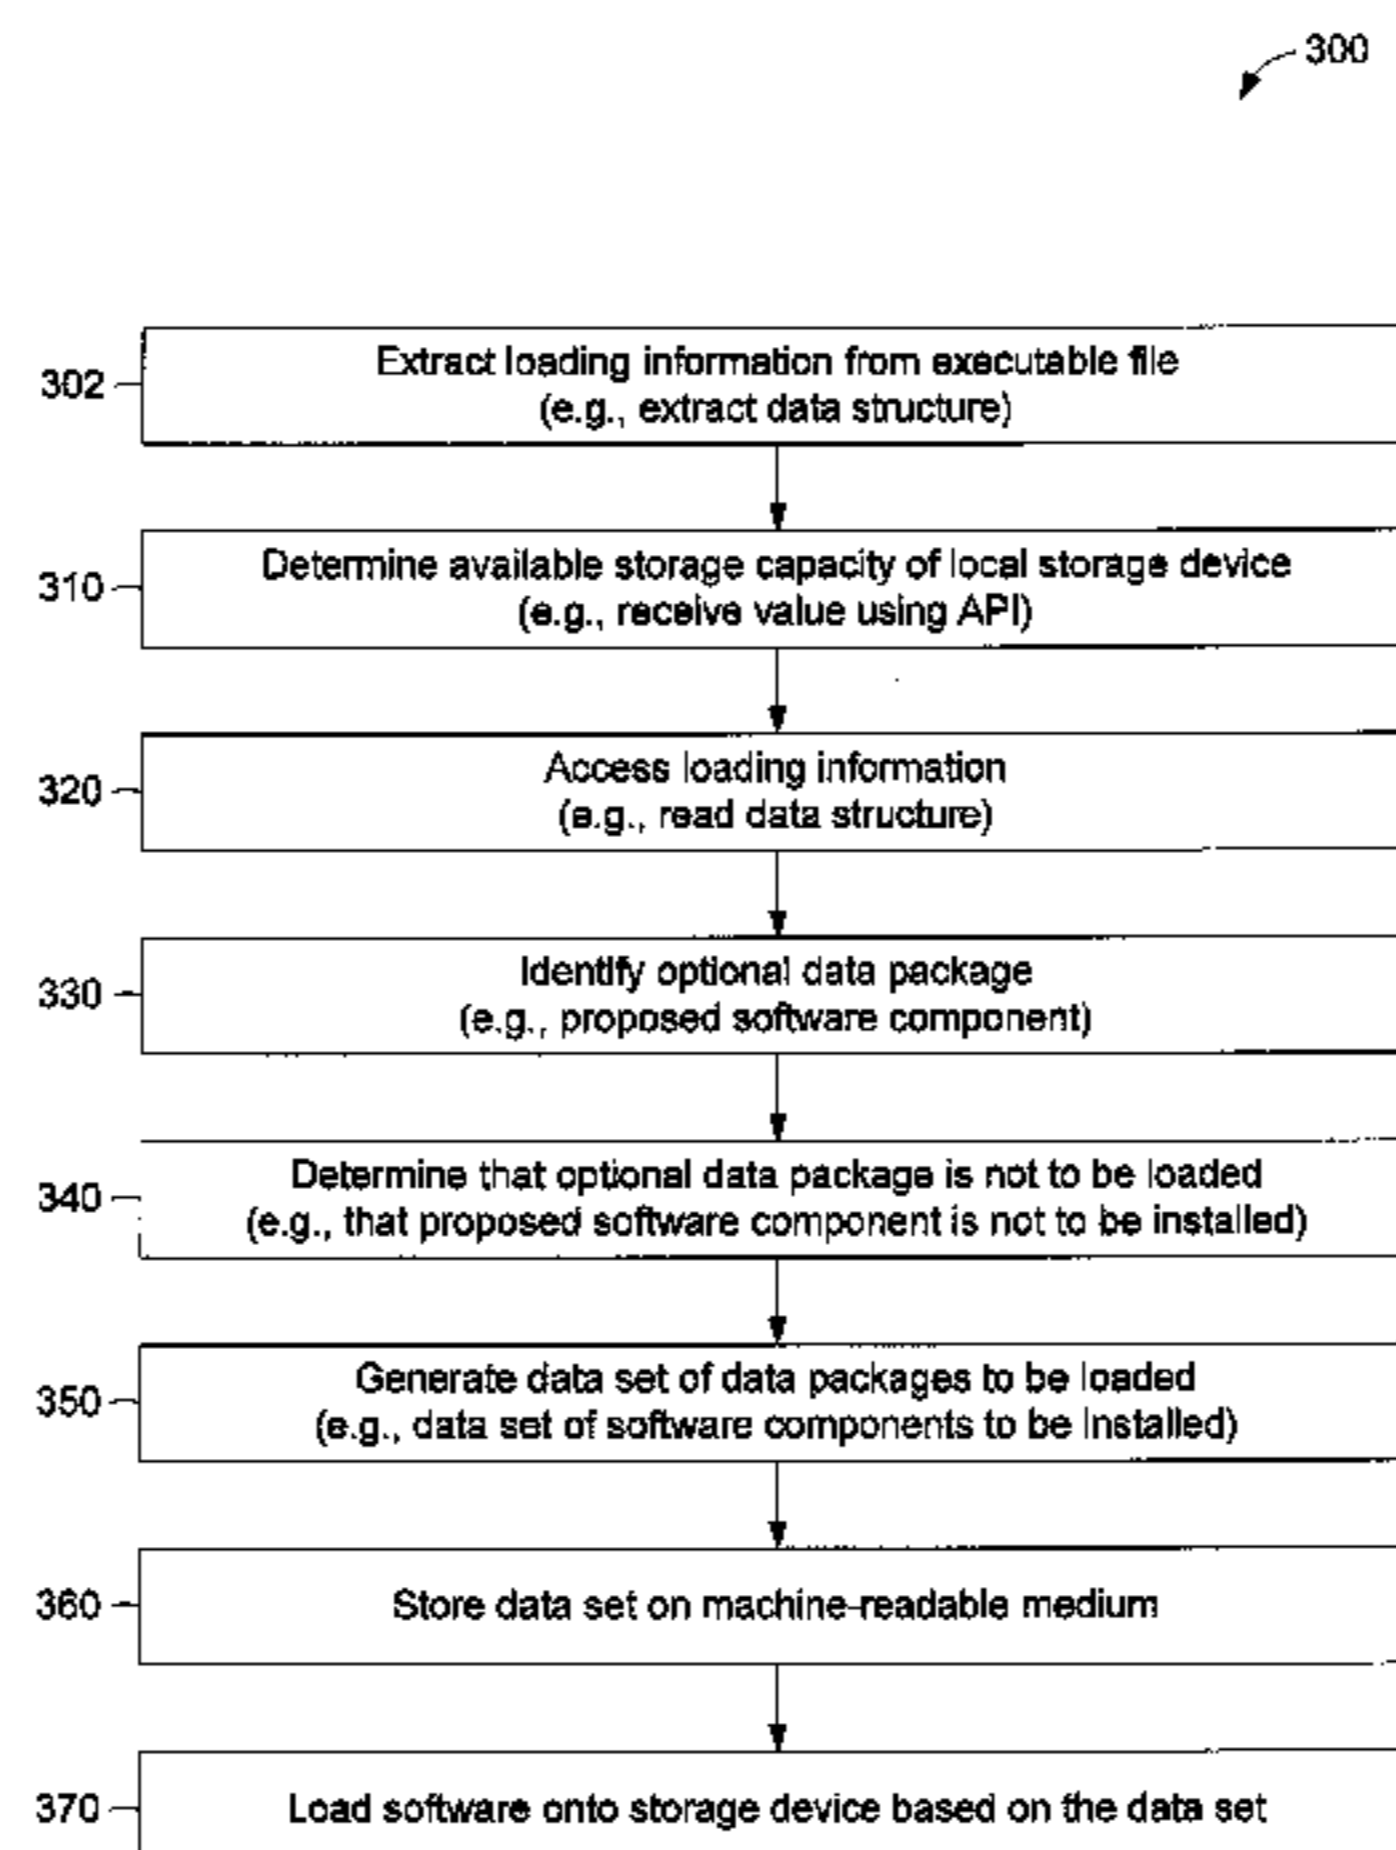 300
302
Extract loading information from executable file
(e.g., extract data structure)
310
Determine available storage capacity of local storage device
(e.g., receive value using API)
320
Access loading information
(e.g., read data structure)
330
Identify optional data package
(e.g., proposed software component)
340
Determine that optional data package is not to be loaded
(e.g., that proposed software component is not to be installed)
350
Generate data set of data packages to be loaded
(e.g., data set of software components to be installed)
360
Store data set on machine-readable medium
370
Load software onto storage device based on the data set